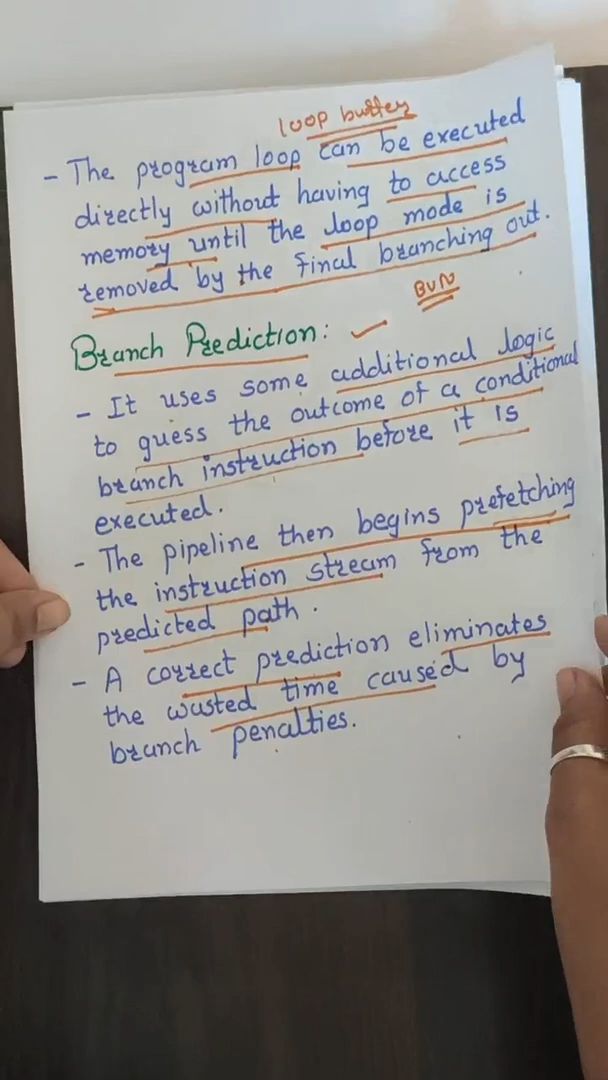 loop buffer
- The program loop can be executed
directly without having to access
memory until the loop mode is
removed by the final branching out.
BUN
Branch Prediction:
- It uses some additional logic
to guess the outcome of a conditional
branch instruction before it is
executed.
- The pipeline then begins prefetching
the instruction stream from the
predicted path.
- A correct prediction eliminates
the wasted time caused by
branch penalties.